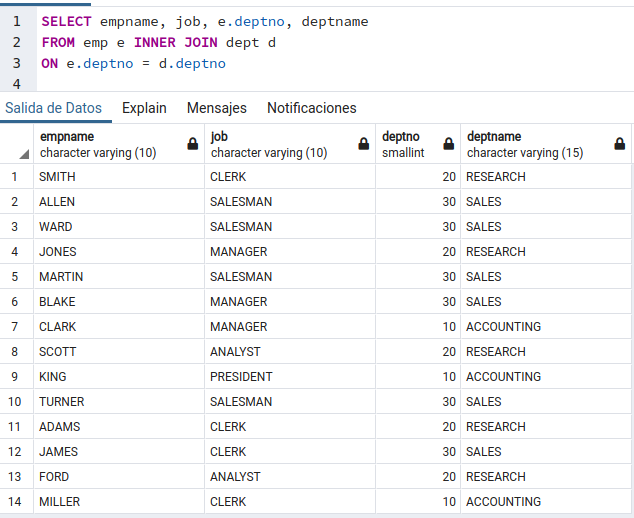 1 SELECT empname, job, e.deptno, deptname
2 FROM emp e INNER JOIN dept d
3 ON e.deptno = d.deptno
4
Salida de Datos Explain Mensajes Notificaciones
empname job deptno deptname
character varying (10) character varying (10) smallint character varying (15)
1 SMITH CLERK 20 RESEARCH
2 ALLEN SALESMAN 30 SALES
3 WARD SALESMAN 30 SALES
4 JONES MANAGER 20 RESEARCH
5 MARTIN SALESMAN 30 SALES
6 BLAKE MANAGER 30 SALES
7 CLARK MANAGER 10 ACCOUNTING
8 SCOTT ANALYST 20 RESEARCH
9 KING PRESIDENT 10 ACCOUNTING
10 TURNER SALESMAN 30 SALES
11 ADAMS CLERK 20 RESEARCH
12 JAMES CLERK 30 SALES
13 FORD ANALYST 20 RESEARCH
14 MILLER CLERK 10 ACCOUNTING